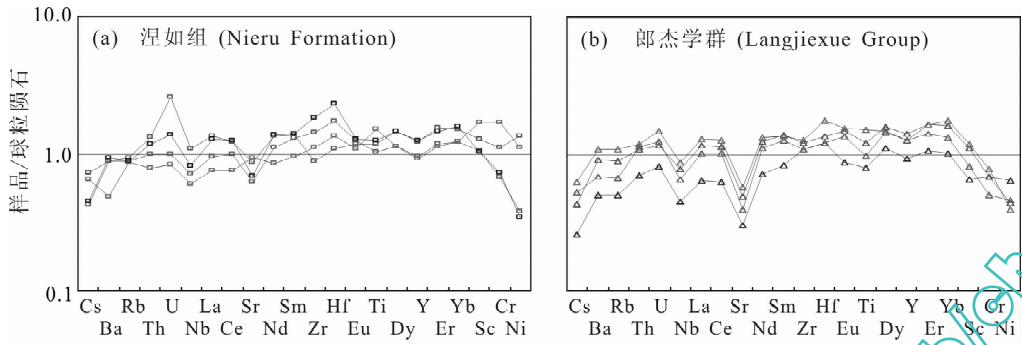 10.0
1.0
0.1
样品/球粒陨石
(a) 涅如组 (Nieru Formation)
Cs Rb U La Sr Sm Hf Ti Y Yb Cr
Ba Th Nb Ce Nd Zr Eu Dy Er Sc Ni
(b) 郎杰学群 (Langjiexue Group)
Cs Rb U La Sr Sm Hf Ti Y Yb Cr
Ba Th Nb Ce Nd Zr Eu Dy Er Sc Ni